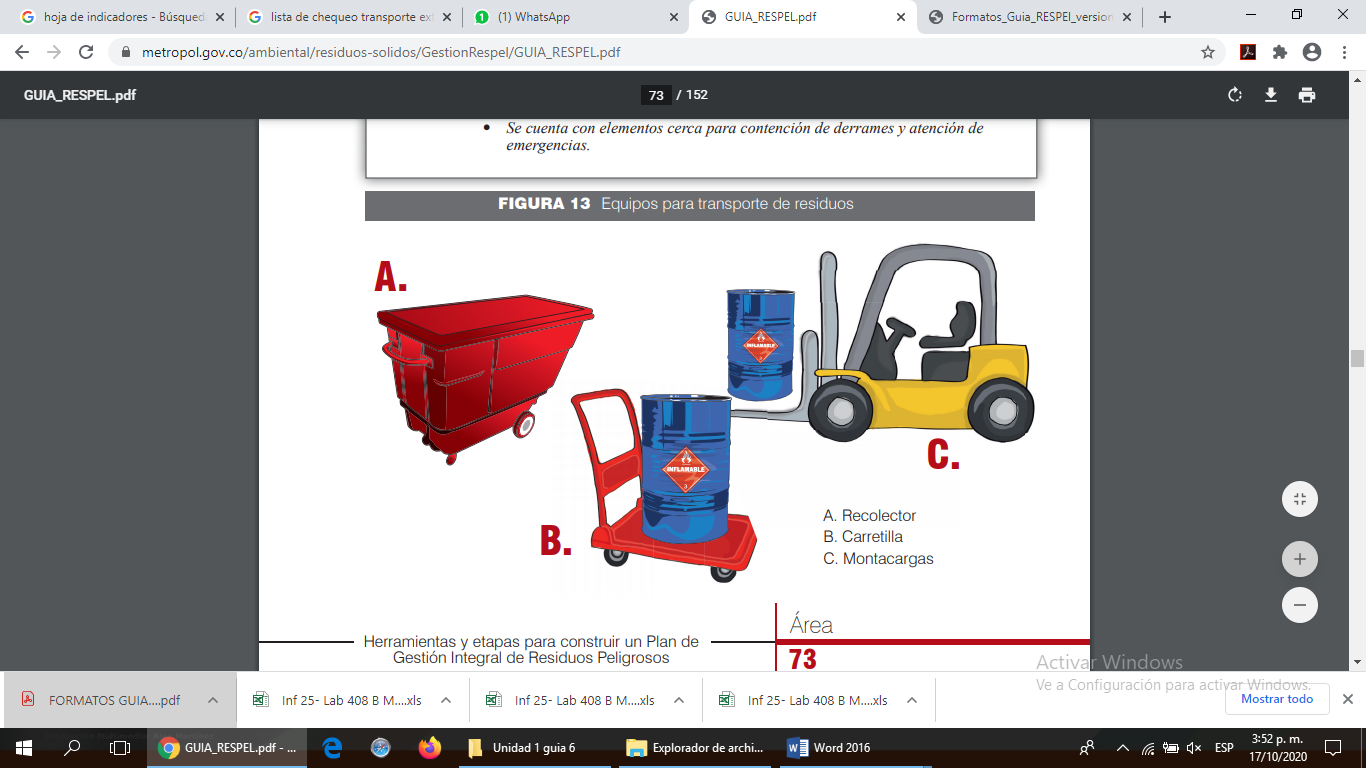 hoja de indicadores - Búsqued
lista de chequeo transporte ext
(1) WhatsApp
GUIA_RESPEL.pdf
Formatos_Guia_RESPEl_version
metropol.gov.co/ambiental/residuos-solidos/GestionRespel/GUIA_RESPEL.pdf
GUIA_RESPEL.pdf
73 / 152
• Se cuenta con elementos cerca para contención de derrames y atención de
emergencias.
FIGURA 13 Equipos para transporte de residuos
A.
INFLAMABLE
INFLAMABLE
3
C.
B.
A. Recolector
B. Carretilla
C. Montacargas
Herramientas y etapas para construir un Plan de
Gestión Integral de Residuos Peligrosos
Área
73
Activar Windows
Ve a Configuración para activar Windows.
FORMATOS GUIA....pdf
Inf 25- Lab 408 B M....xls
Inf 25- Lab 408 B M....xls
Inf 25- Lab 408 B M....xls
Mostrar todo
GUIA_RESPEL.pdf - ...
Unidad 1 guia 6
Explorador de archi...
Word 2016
ESP
3:52 p. m.
17/10/2020